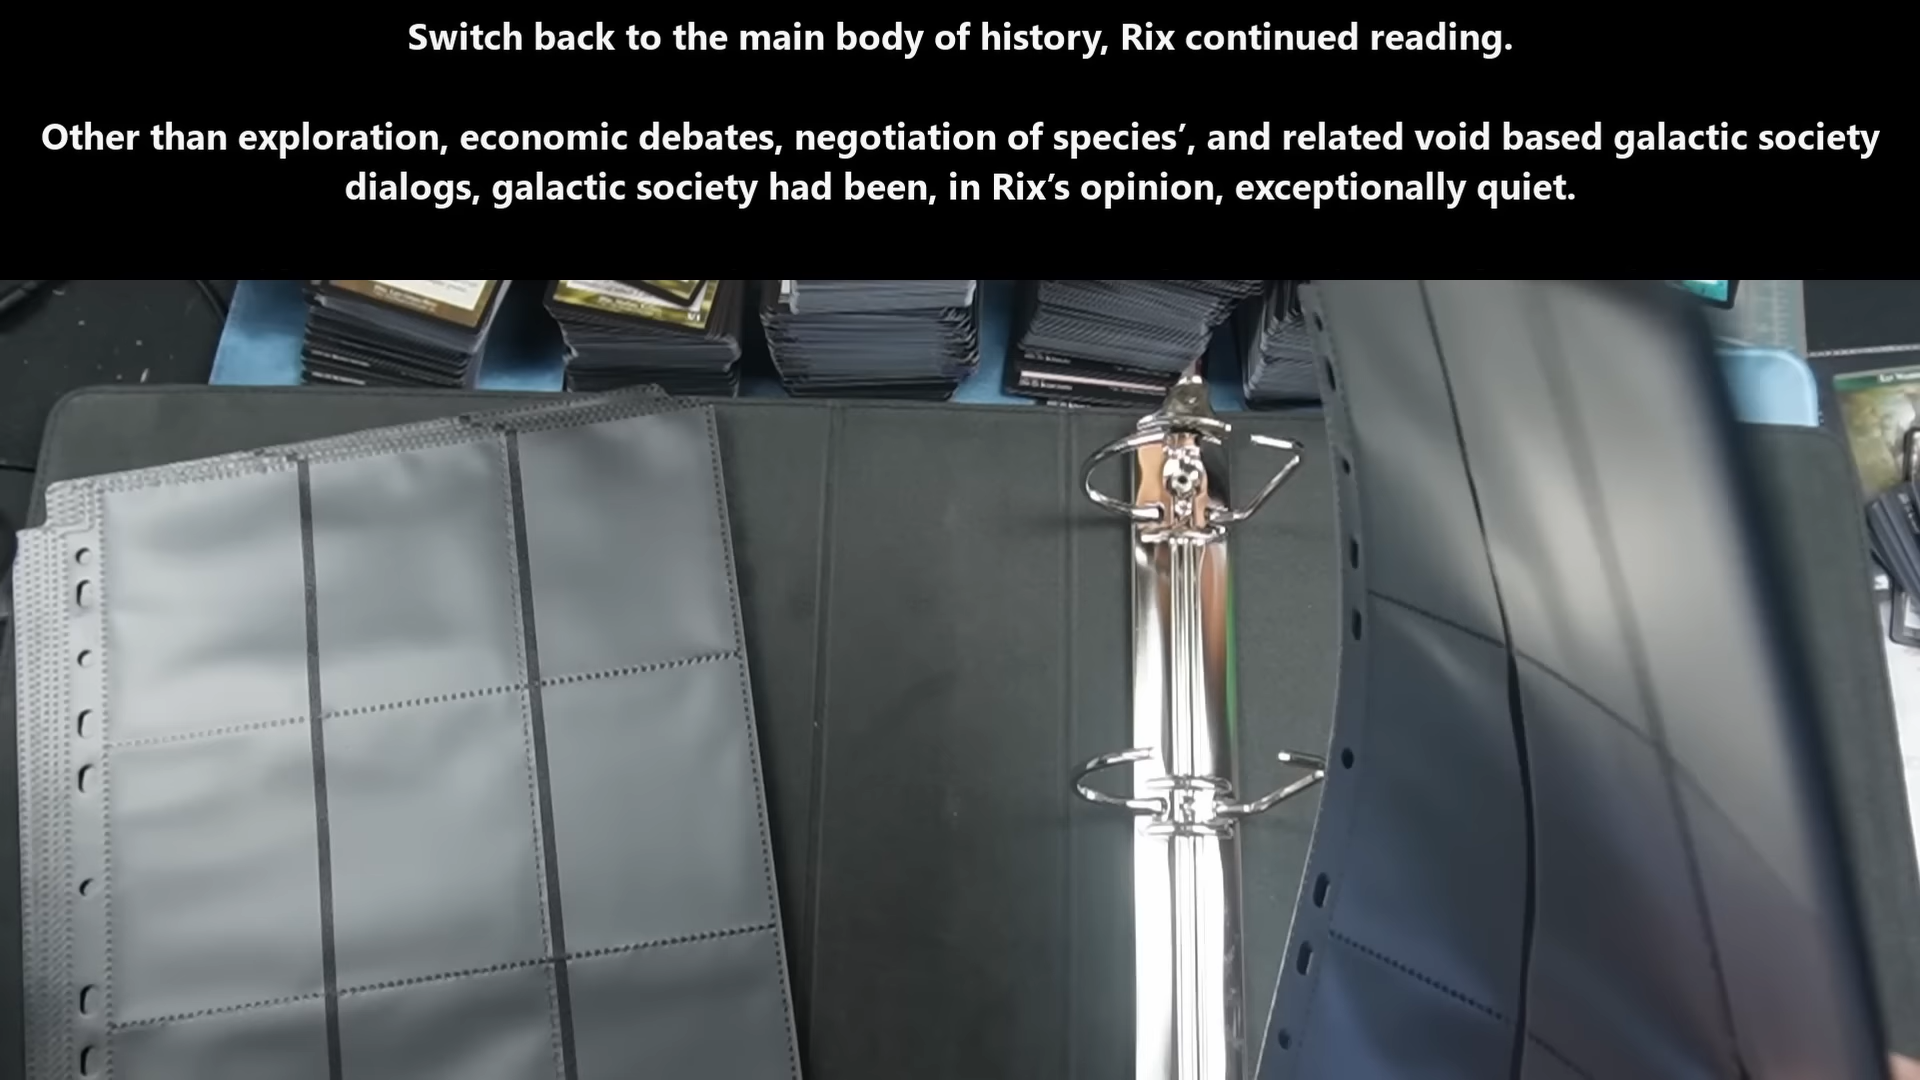 Switch back to the main body of history, Rix continued reading.
Other than exploration, economic debates, negotiation of species’, and related void based galactic society
dialogs, galactic society had been, in Rix’s opinion, exceptionally quiet.